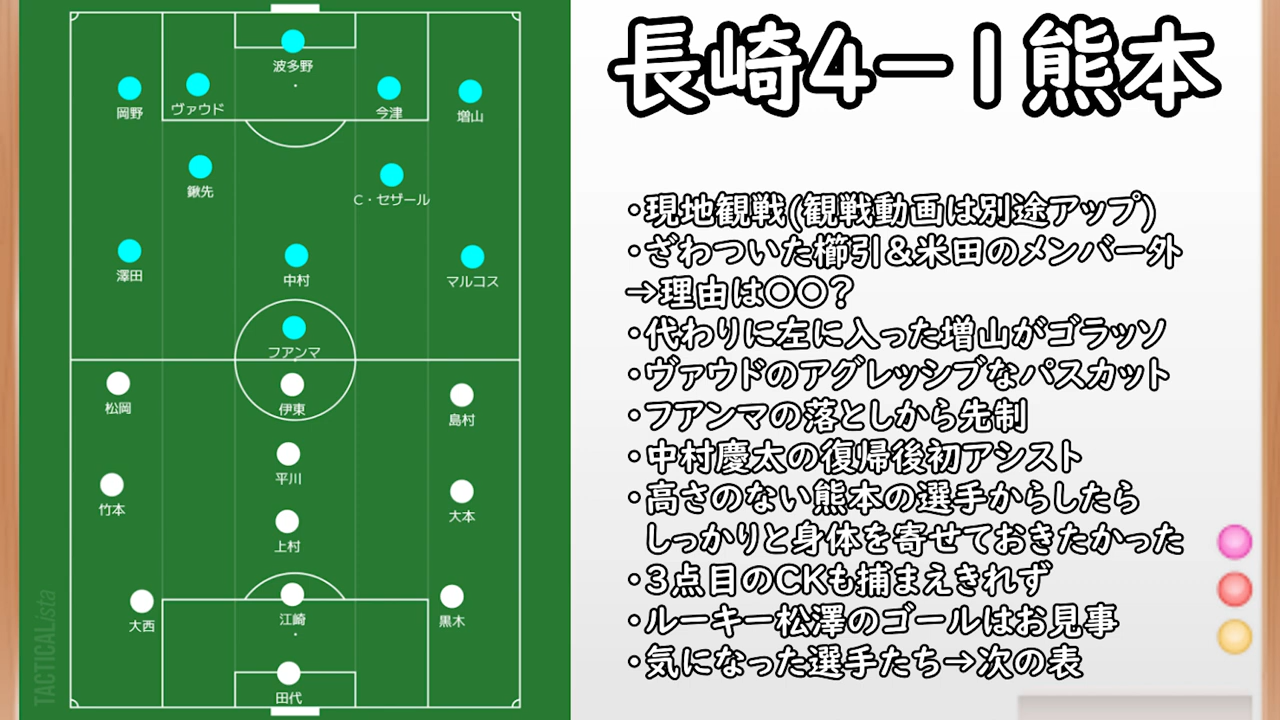 長崎4−1熊本
波多野
岡野
ヴァウド
今津
増山
鍬先
C・セザール
澤田
中村
マルコス
フアンマ
松岡
伊東
島村
平川
竹本
大本
上村
大西
江崎
黒木
田代
TACTICALista
・現地観戦(観戦動画は別途アップ)
・ざわついた櫛引&米田のメンバー外
→理由は〇〇?
・代わりに左に入った増山がゴラッソ
・ヴァウドのアグレッシブなパスカット
・フアンマの落としから先制
・中村慶太の復帰後初アシスト
・高さのない熊本の選手からしたら
しっかりと身体を寄せておきたかった
・3点目のCKも捕まえきれず
・ルーキー松澤のゴールはお見事
・気になった選手たち→次の表